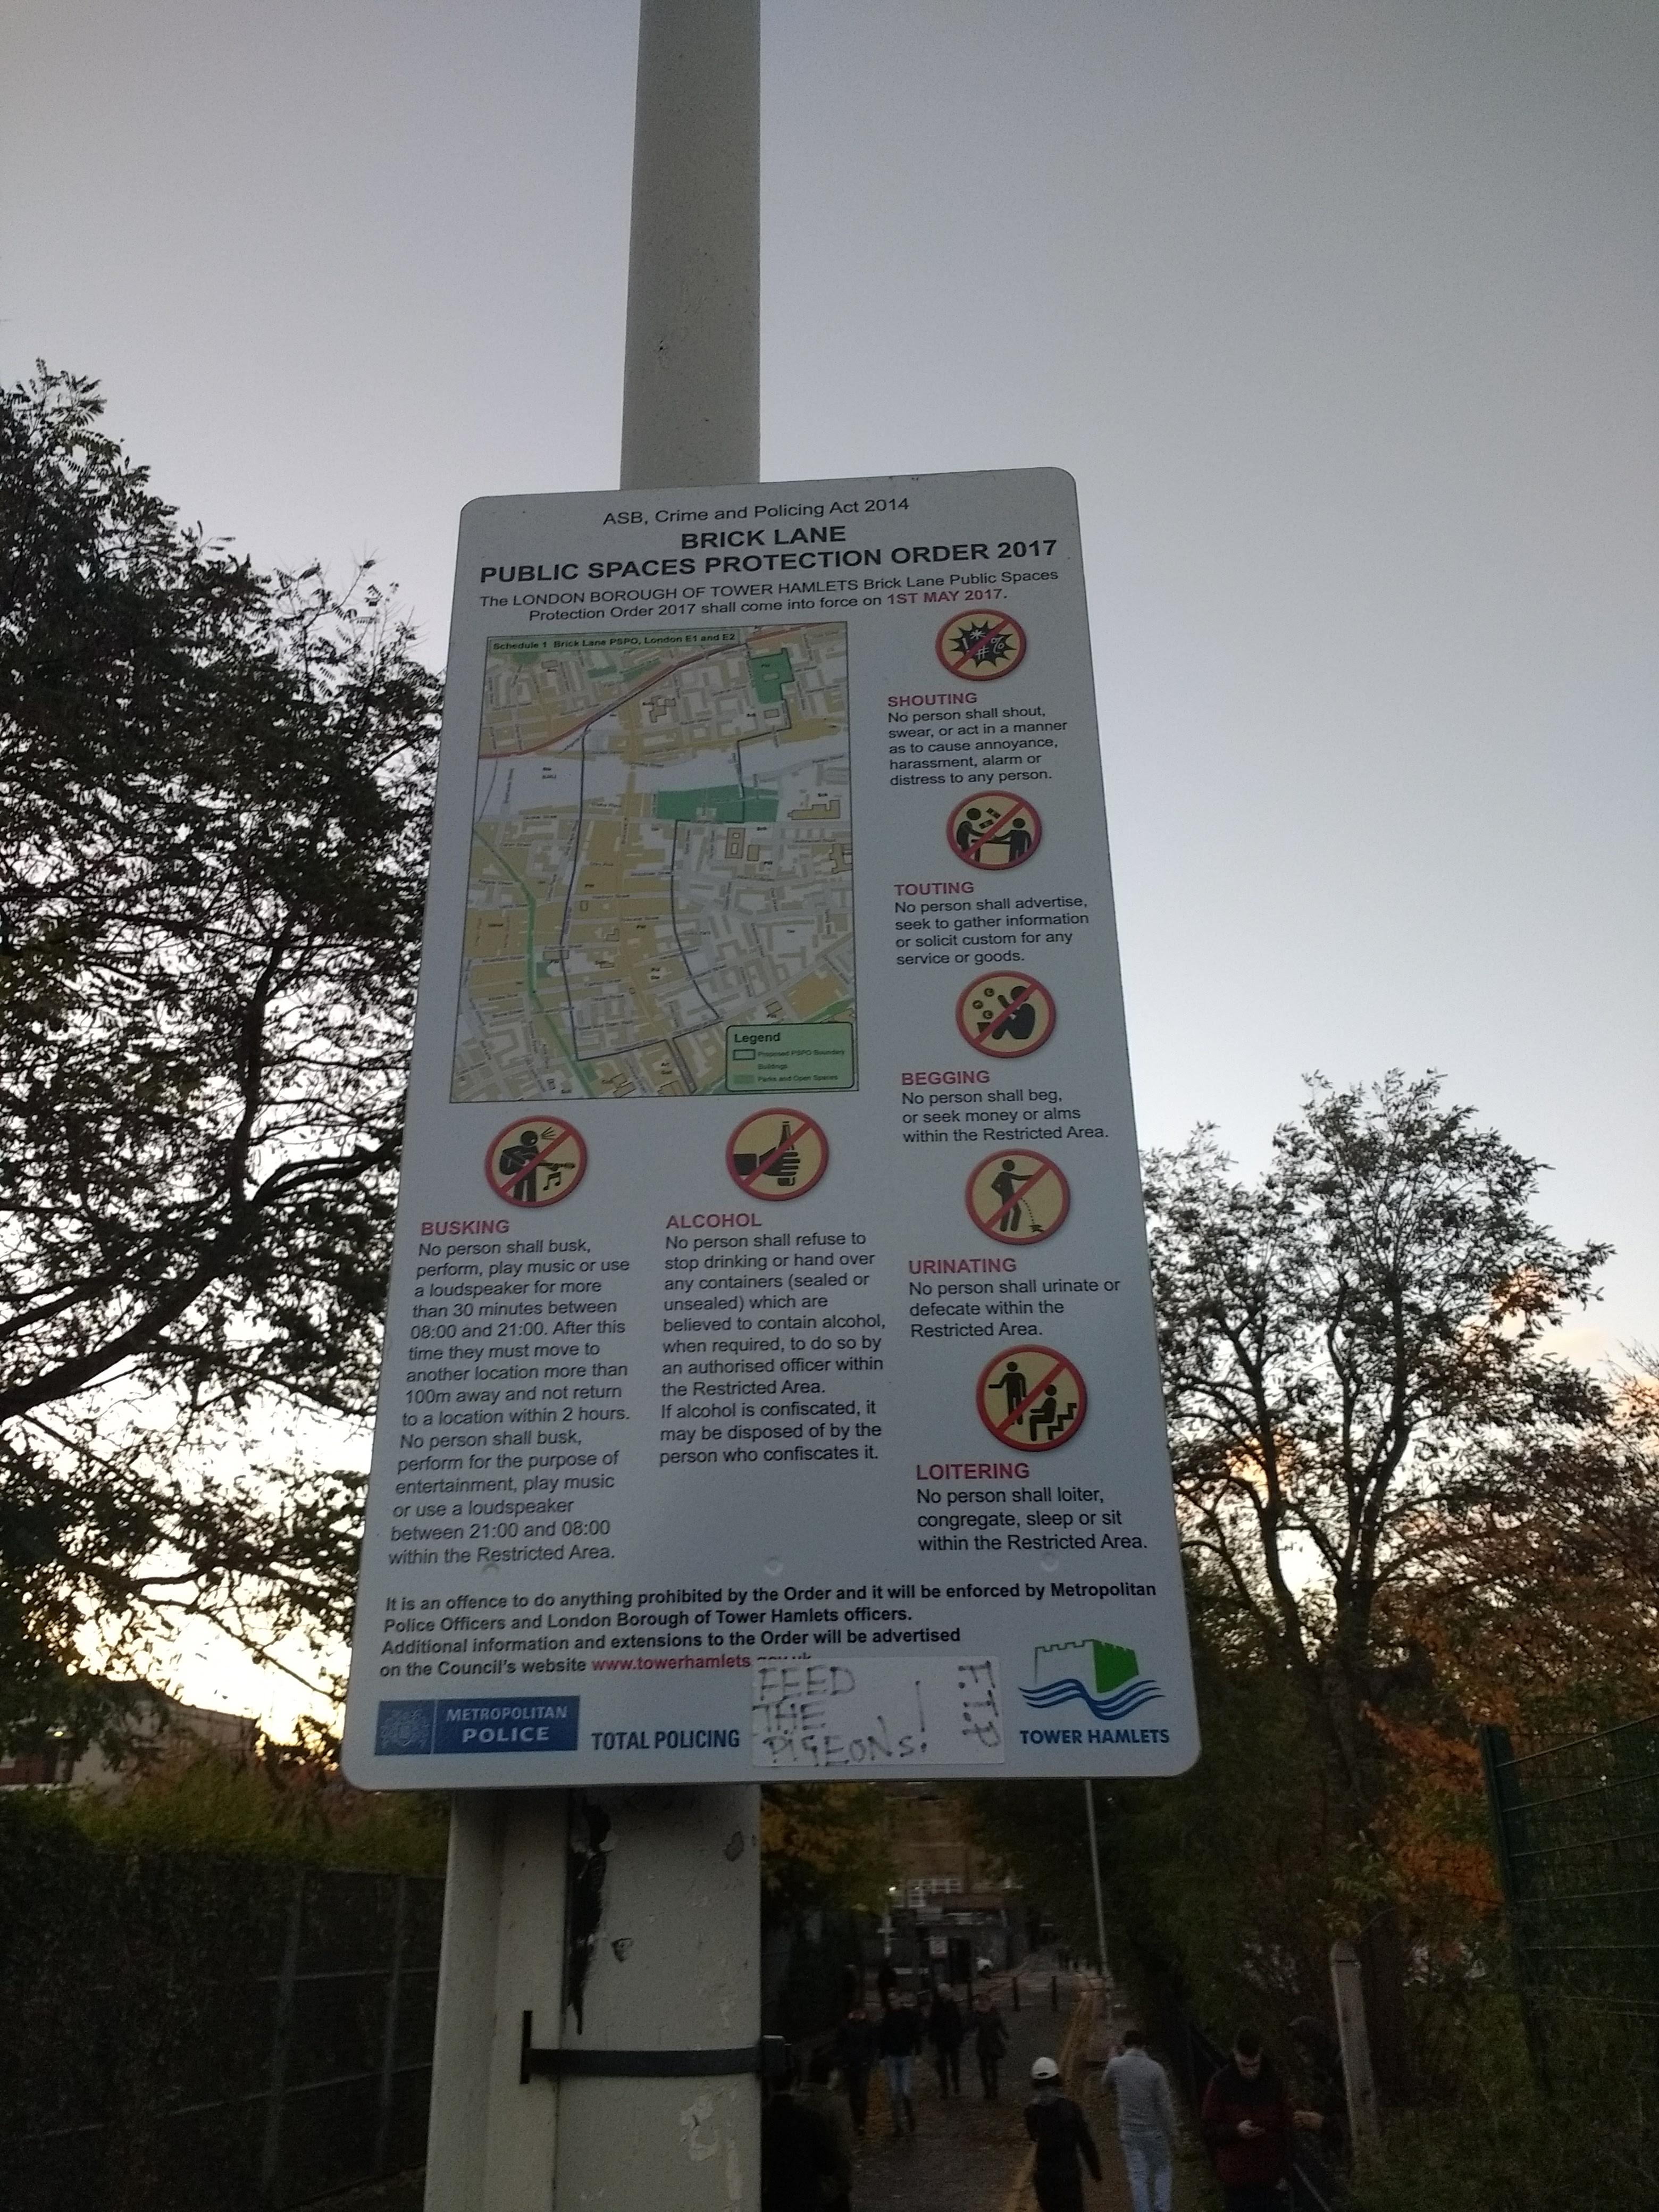 ASB, Crime and Policing Act 2014
BRICK LANE
PUBLIC SPACES PROTECTION ORDER 2017
The LONDON BOROUGH OF TOWER HAMLETS Brick Lane Public Spaces
Protection Order 2017 shall come into force on 1ST MAY 2017.
Schedule 1 Brick Lane PSPO, London E1 and E2
Legend
Proposed PSPO Boundary
Buildings
Parks and Open Spaces
SHOUTING
No person shall shout,
swear, or act in a manner
as to cause annoyance,
harassment, alarm or
distress to any person.
TOUTING
No person shall advertise,
seek to gather information
or solicit custom for any
service or goods.
BEGGING
No person shall beg,
or seek money or alms
within the Restricted Area.
URINATING
No person shall urinate or
defecate within the
Restricted Area.
LOITERING
No person shall loiter,
congregate, sleep or sit
within the Restricted Area.
BUSKING
No person shall busk,
perform, play music or use
a loudspeaker for more
than 30 minutes between
08:00 and 21:00. After this
time they must move to
another location more than
100m away and not return
to a location within 2 hours.
No person shall busk,
perform for the purpose of
entertainment, play music
or use a loudspeaker
between 21:00 and 08:00
within the Restricted Area.
ALCOHOL
No person shall refuse to
stop drinking or hand over
any containers (sealed or
unsealed) which are
believed to contain alcohol,
when required, to do so by
an authorised officer within
the Restricted Area.
If alcohol is confiscated, it
may be disposed of by the
person who confiscates it.
It is an offence to do anything prohibited by the Order and it will be enforced by Metropolitan
Police Officers and London Borough of Tower Hamlets officers.
Additional information and extensions to the Order will be advertised
on the Council's website www.towerhamlets.gov.uk
METROPOLITAN
POLICE
TOTAL POLICING
FEED
THE
PIGEONS!
F.T.P
TOWER HAMLETS